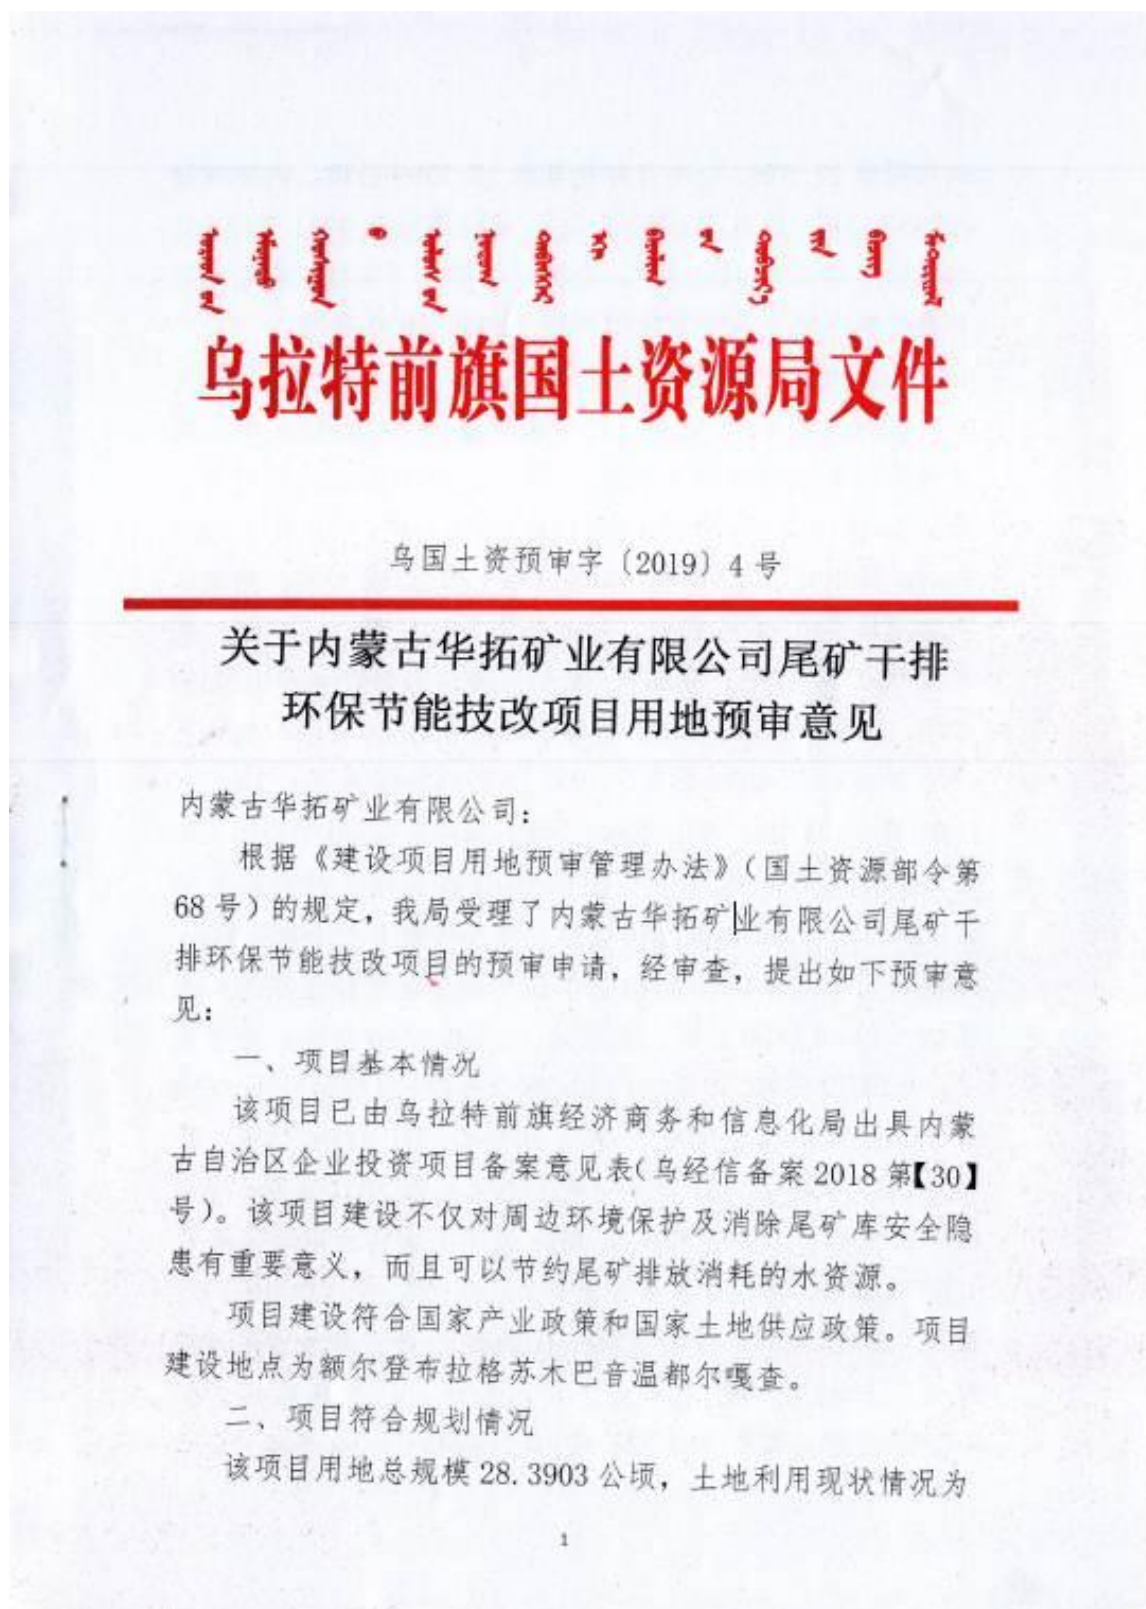 乌拉特前旗国土资源局文件
乌国土资预审字〔2019〕4号
关于内蒙古华拓矿业有限公司尾矿干排
环保节能技改项目用地预审意见
内蒙古华拓矿业有限公司:
根据《建设项目用地预审管理办法》(国土资源部令第
68号)的规定，我局受理了内蒙古华拓矿业有限公司尾矿干
排环保节能技改项目的预审申请，经审查，提出如下预审意
见:
一、项目基本情况
该项目已由乌拉特前旗经济商务和信息化局出具内蒙
古自治区企业投资项目备案意见表(乌经信备案2018第【30】
号)。该项目建设不仅对周边环境保护及消除尾矿库安全隐
患有重要意义，而且可以节约尾矿排放消耗的水资源。
项目建设符合国家产业政策和国家土地供应政策。项目
建设地点为额尔登布拉格苏木巴音温都尔嘎查。
二、项目符合规划情况
该项目用地总规模28.3903公顷，土地利用现状情况为
1